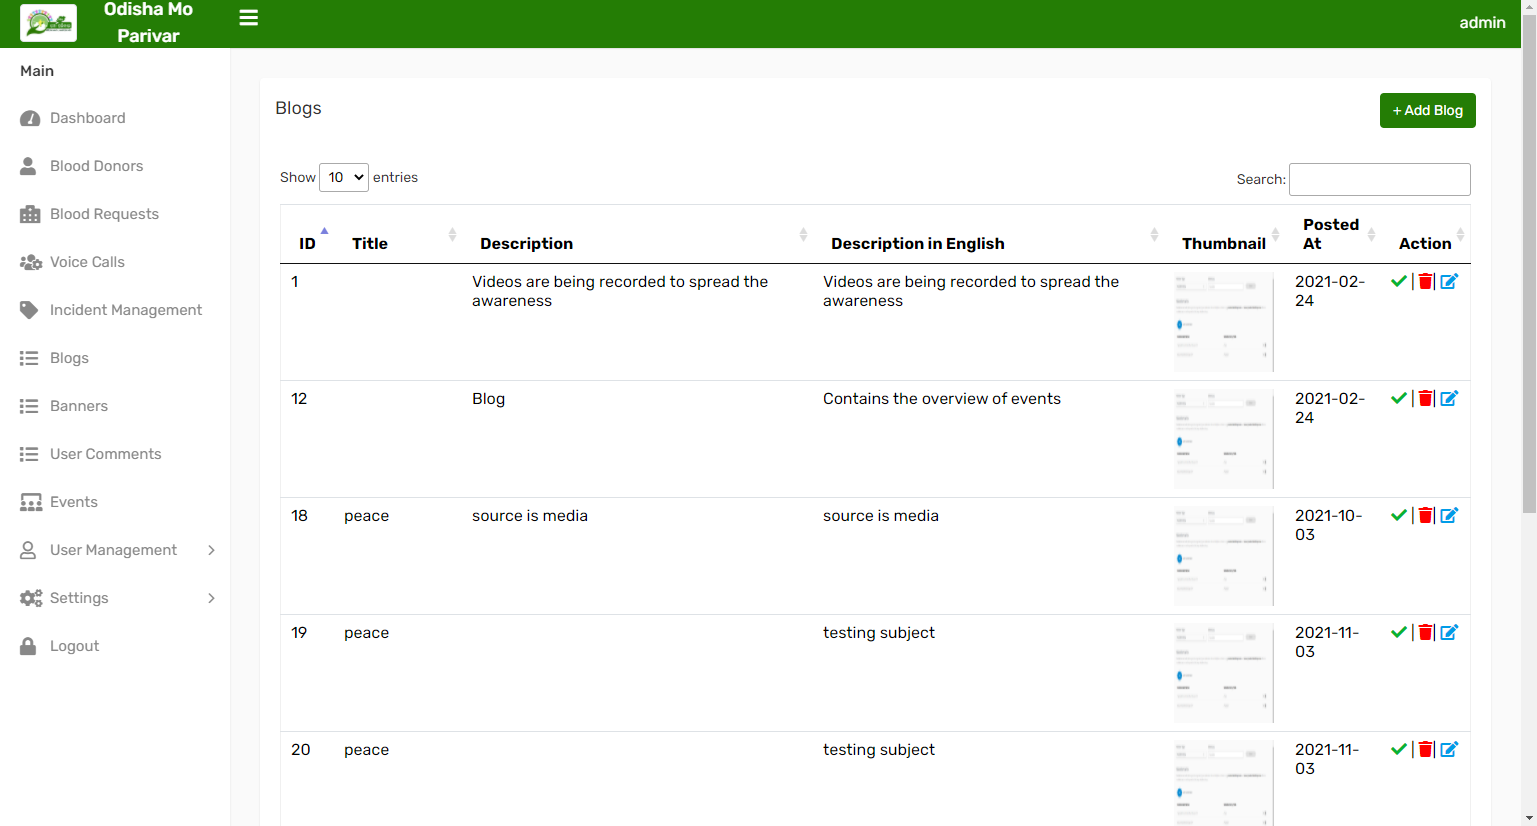 Odisha Mo
Parivar
admin
Main
Dashboard
Blood Donors
Blood Requests
Voice Calls
Incident Management
Blogs
Banners
User Comments
Events
User Management
Settings
Logout
Blogs
+ Add Blog
Show 10 entries
Search:
ID Title Description Description in English Thumbnail Posted At Action
1 Videos are being recorded to spread the Videos are being recorded to spread the 2021-02-
awareness awareness 24
12 Blog Contains the overview of events 2021-02-
24
18 peace source is media source is media 2021-10-
03
19 peace testing subject 2021-11-
03
20 peace testing subject 2021-11-
03